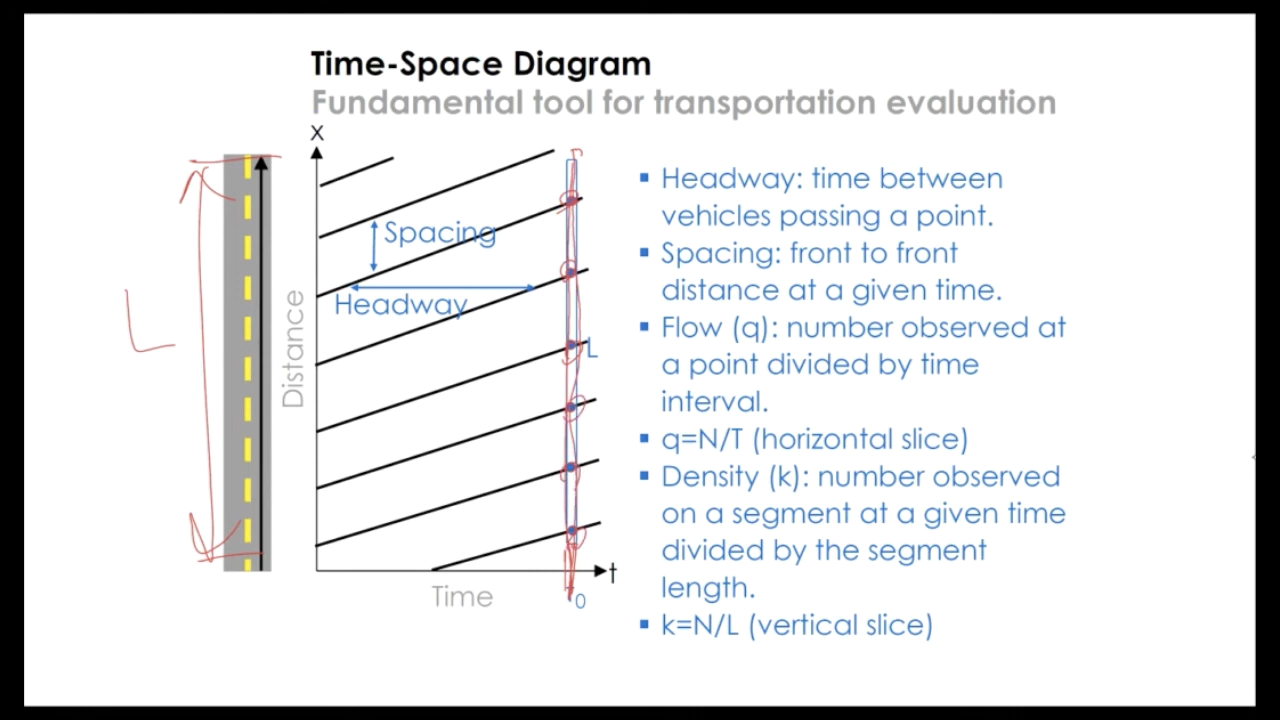 Time-Space Diagram
Fundamental tool for transportation evaluation
x
Spacing
Headway
L
L
Distance
Time
t
t0
▪ Headway: time between
vehicles passing a point.
▪ Spacing: front to front
distance at a given time.
▪ Flow (q): number observed at
a point divided by time
interval.
▪ q=N/T (horizontal slice)
▪ Density (k): number observed
on a segment at a given time
divided by the segment
length.
▪ k=N/L (vertical slice)